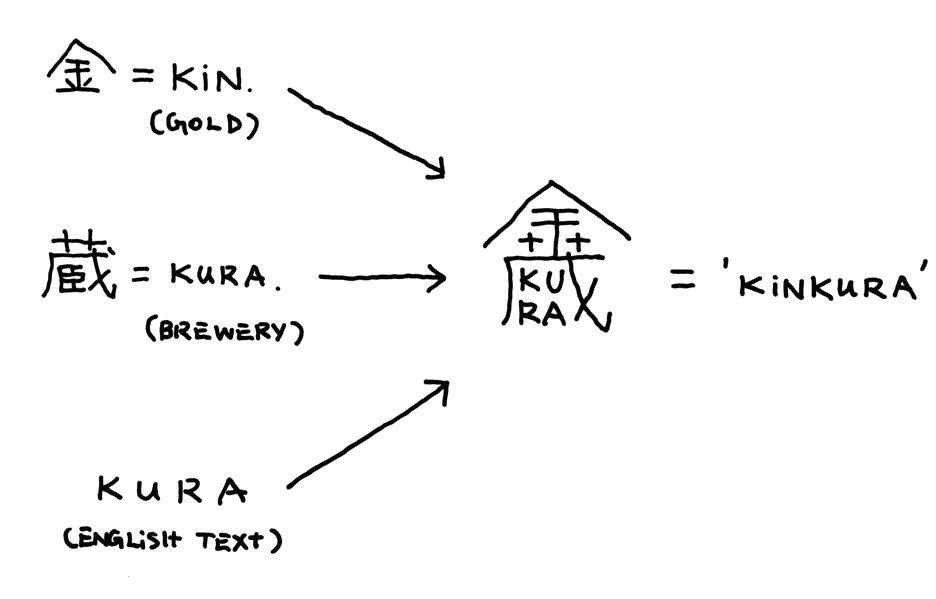 金 = KiN.
(GOLD)
蔵 = KURA.
(BREWERY)
KURA
(ENGLiSH TEXT)
KU
RA
= 'KiNKURA'